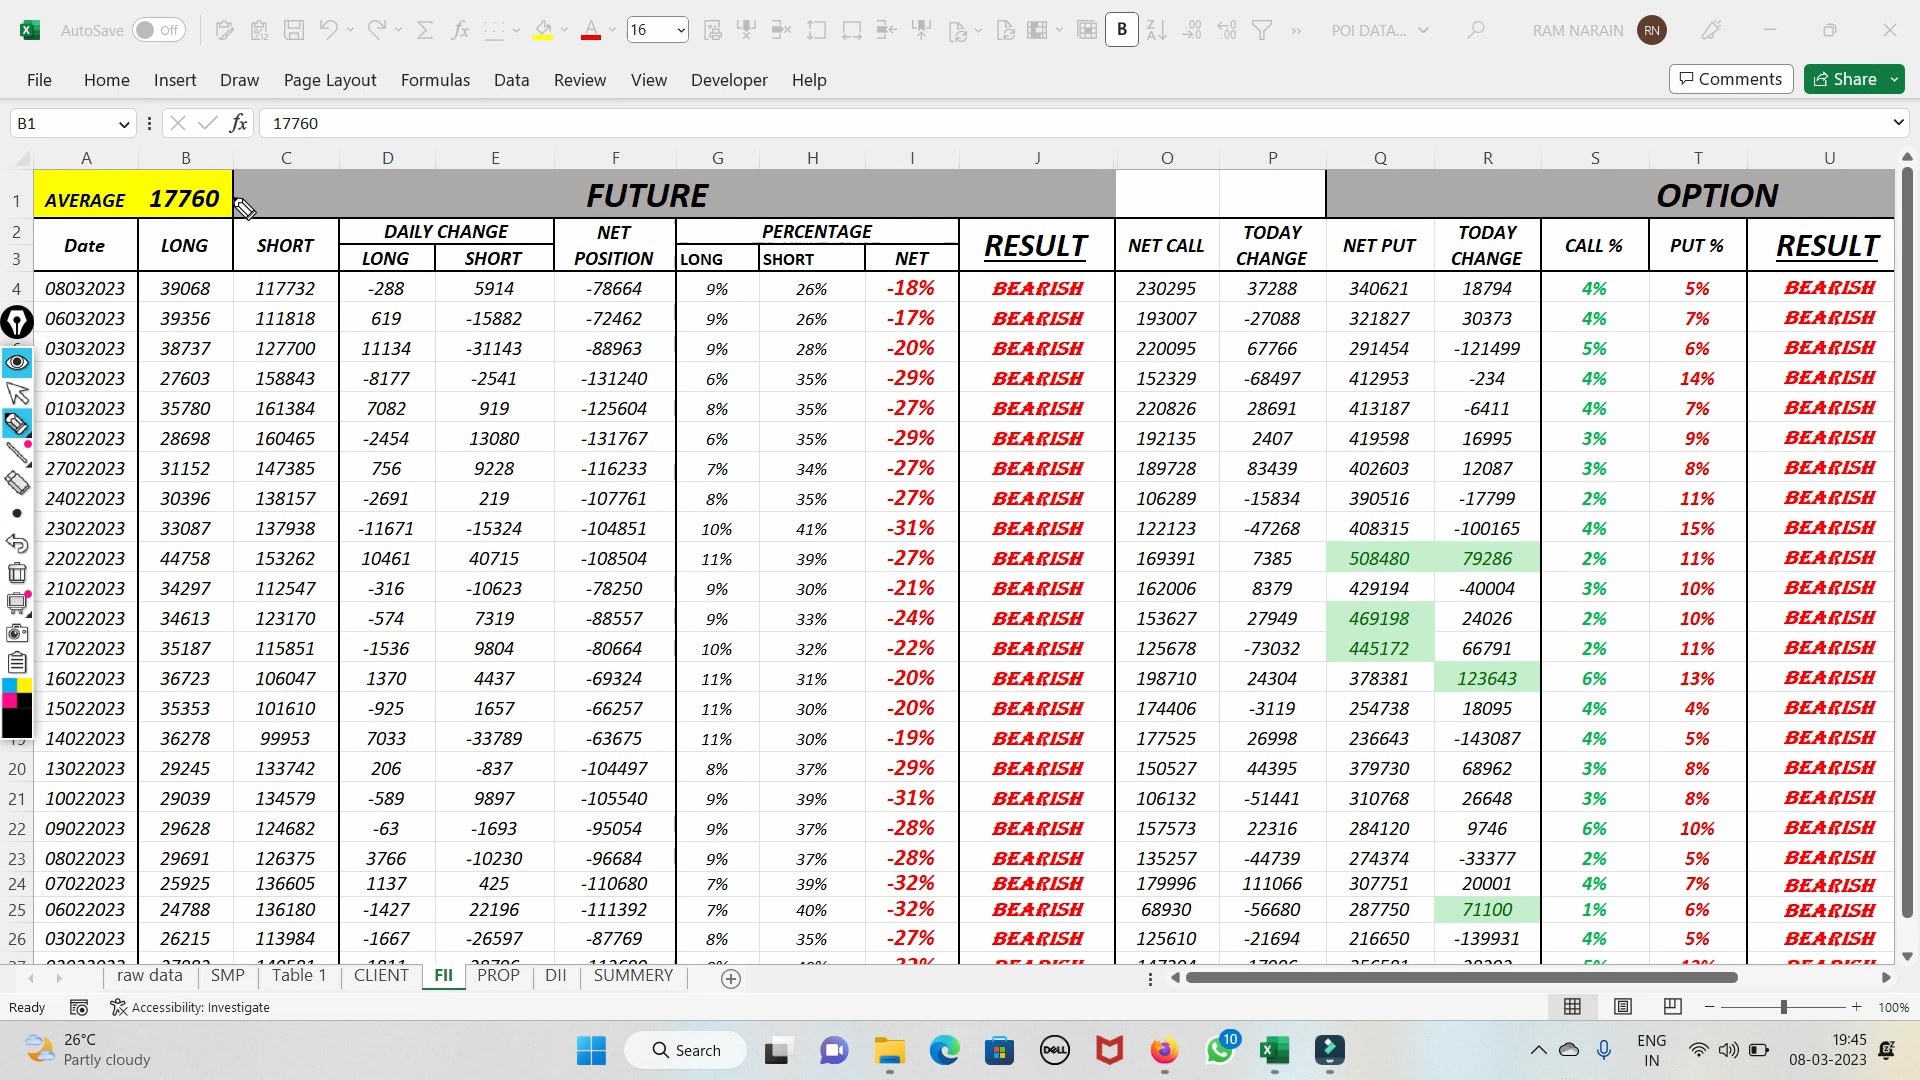 AutoSave Off 16 B POI DATA... RAM NARAIN RN
File Home Insert Draw Page Layout Formulas Data Review View Developer Help Comments Share
B1 fx 17760
A B C D E F G H I J O P Q R S T U
1 AVERAGE 17760 FUTURE OPTION
2 Date LONG SHORT DAILY CHANGE NET POSITION PERCENTAGE RESULT NET CALL TODAY CHANGE NET PUT TODAY CHANGE CALL % PUT % RESULT
3 LONG SHORT LONG SHORT NET
4 08032023 39068 117732 -288 5914 -78664 9% 26% -18% BEARISH 230295 37288 340621 18794 4% 5% BEARISH
06032023 39356 111818 619 -15882 -72462 9% 26% -17% BEARISH 193007 -27088 321827 30373 4% 7% BEARISH
03032023 38737 127700 11134 -31143 -88963 9% 28% -20% BEARISH 220095 67766 291454 -121499 5% 6% BEARISH
02032023 27603 158843 -8177 -2541 -131240 6% 35% -29% BEARISH 152329 -68497 412953 -234 4% 14% BEARISH
01032023 35780 161384 7082 919 -125604 8% 35% -27% BEARISH 220826 28691 413187 -6411 4% 7% BEARISH
28022023 28698 160465 -2454 13080 -131767 6% 35% -29% BEARISH 192135 2407 419598 16995 3% 9% BEARISH
27022023 31152 147385 756 9228 -116233 7% 34% -27% BEARISH 189728 83439 402603 12087 3% 8% BEARISH
24022023 30396 138157 -2691 219 -107761 8% 35% -27% BEARISH 106289 -15834 390516 -17799 2% 11% BEARISH
23022023 33087 137938 -11671 -15324 -104851 10% 41% -31% BEARISH 122123 -47268 408315 -100165 4% 15% BEARISH
22022023 44758 153262 10461 40715 -108504 11% 39% -27% BEARISH 169391 7385 508480 79286 2% 11% BEARISH
21022023 34297 112547 -316 -10623 -78250 9% 30% -21% BEARISH 162006 8379 429194 -40004 3% 10% BEARISH
20022023 34613 123170 -574 7319 -88557 9% 33% -24% BEARISH 153627 27949 469198 24026 2% 10% BEARISH
17022023 35187 115851 -1536 9804 -80664 10% 32% -22% BEARISH 125678 -73032 445172 66791 2% 11% BEARISH
16022023 36723 106047 1370 4437 -69324 11% 31% -20% BEARISH 198710 24304 378381 123643 6% 13% BEARISH
15022023 35353 101610 -925 1657 -66257 11% 30% -20% BEARISH 174406 -3119 254738 18095 4% 4% BEARISH
14022023 36278 99953 7033 -33789 -63675 11% 30% -19% BEARISH 177525 26998 236643 -143087 4% 5% BEARISH
20 13022023 29245 133742 206 -837 -104497 8% 37% -29% BEARISH 150527 44395 379730 68962 3% 8% BEARISH
21 10022023 29039 134579 -589 9897 -105540 9% 39% -31% BEARISH 106132 -51441 310768 26648 3% 8% BEARISH
22 09022023 29628 124682 -63 -1693 -95054 9% 37% -28% BEARISH 157573 22316 284120 9746 6% 10% BEARISH
23 08022023 29691 126375 3766 -10230 -96684 9% 37% -28% BEARISH 135257 -44739 274374 -33377 2% 5% BEARISH
24 07022023 25925 136605 1137 425 -110680 7% 39% -32% BEARISH 179996 111066 307751 20001 4% 7% BEARISH
25 06022023 24788 136180 -1427 22196 -111392 7% 40% -32% BEARISH 68930 -56680 287750 71100 1% 6% BEARISH
26 03022023 26215 113984 -1667 -26597 -87769 8% 35% -27% BEARISH 125610 -21694 216650 -139931 4% 5% BEARISH
raw data SMP Table 1 CLIENT FII PROP DII SUMMERY
Ready Accessibility: Investigate 100%
26°C
Partly cloudy
Search DELL 10 ENG IN 19:45 08-03-2023